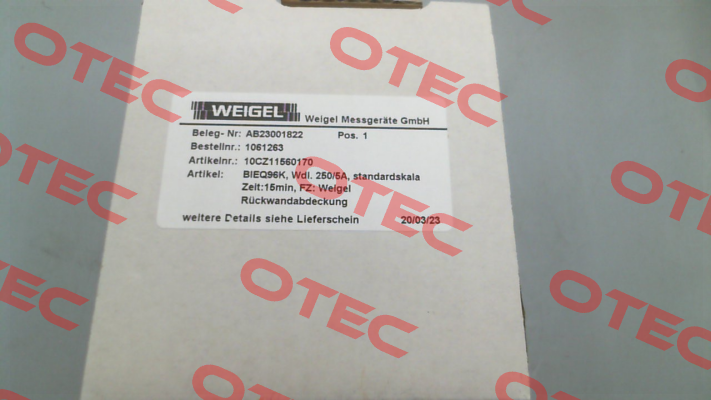 WEIGEL Weigel Messgeräte GmbH
Beleg- Nr: AB23001822 Pos. 1
Bestellnr.: 1061263
Artikelnr.: 10CZ11560170
Artikel: BIEQ96K, Wdl. 250/5A, standardskala
Zeit:15min, FZ: Weigel
Rückwandabdeckung
weitere Details siehe Lieferschein 20/03/23
OTEC
OTEC
OTEC
OTEC
OTEC
OTEC
OTEC
OTEC
OTEC